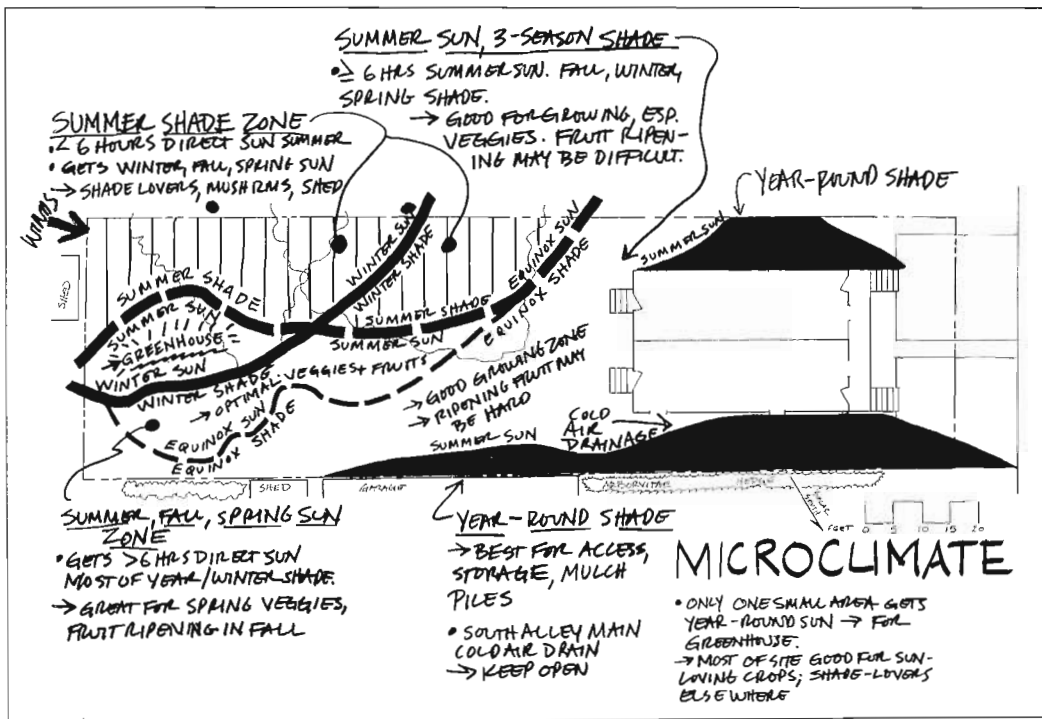 SUMMER SUN, 3-SEASON SHADE
• ≥ 6 HRS SUMMER SUN. FALL, WINTER,
SPRING SHADE.
→ GOOD FOR GROWING, ESP.
VEGGIES. FRUIT RIPEN-
ING MAY BE DIFFICULT.
SUMMER SHADE ZONE
• < 6 HOURS DIRECT SUN SUMMER
• GETS WINTER, FALL, SPRING SUN
→ SHADE LOVERS, MUSHRMS, SHED
YEAR-ROUND SHADE
WINDS
SHED
SUMMER SHADE
SUMMER SUN
GREENHOUSE
WINTER SUN
WINTER SHADE
WINTER SUN
WINTER SHADE
SUMMER SHADE
SUMMER SUN
EQUINOX SUN
EQUINOX SHADE
SUMMER SUN
→ OPTIMAL: VEGGIES + FRUITS
EQUINOX SUN
EQUINOX SHADE
→ GOOD GROWING ZONE
→ RIPENING FRUIT MAY
BE HARD
SUMMER SUN
COLD
AIR
DRAINAGE
SHED
GARAGE
ARBORVITAE
HEDGE
SOUTH
FEET 0 5 10 15 20
SUMMER, FALL, SPRING SUN
ZONE
• GETS >6 HRS DIRECT SUN
MOST OF YEAR/WINTER SHADE.
→ GREAT FOR SPRING VEGGIES,
FRUIT RIPENING IN FALL
YEAR-ROUND SHADE
→ BEST FOR ACCESS,
STORAGE, MULCH
PILES
• SOUTH ALLEY MAIN
COLD AIR DRAIN
→ KEEP OPEN
MICROCLIMATE
• ONLY ONE SMALL AREA GETS
YEAR-ROUND SUN → FOR
GREENHOUSE.
→ MOST OF SITE GOOD FOR SUN-
LOVING CROPS; SHADE-LOVERS
ELSEWHERE